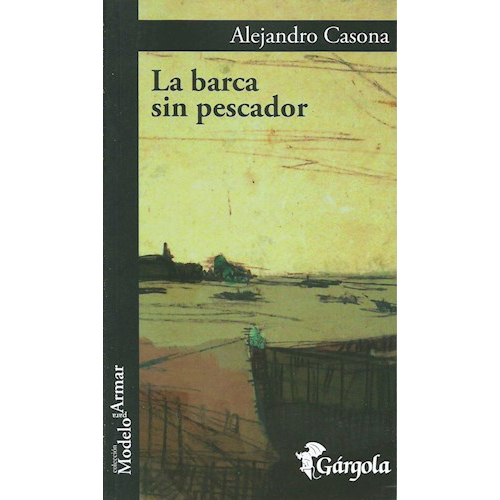 Alejandro Casona
La barca
sin pescador
colección
Modelo para Armar
Gárgola